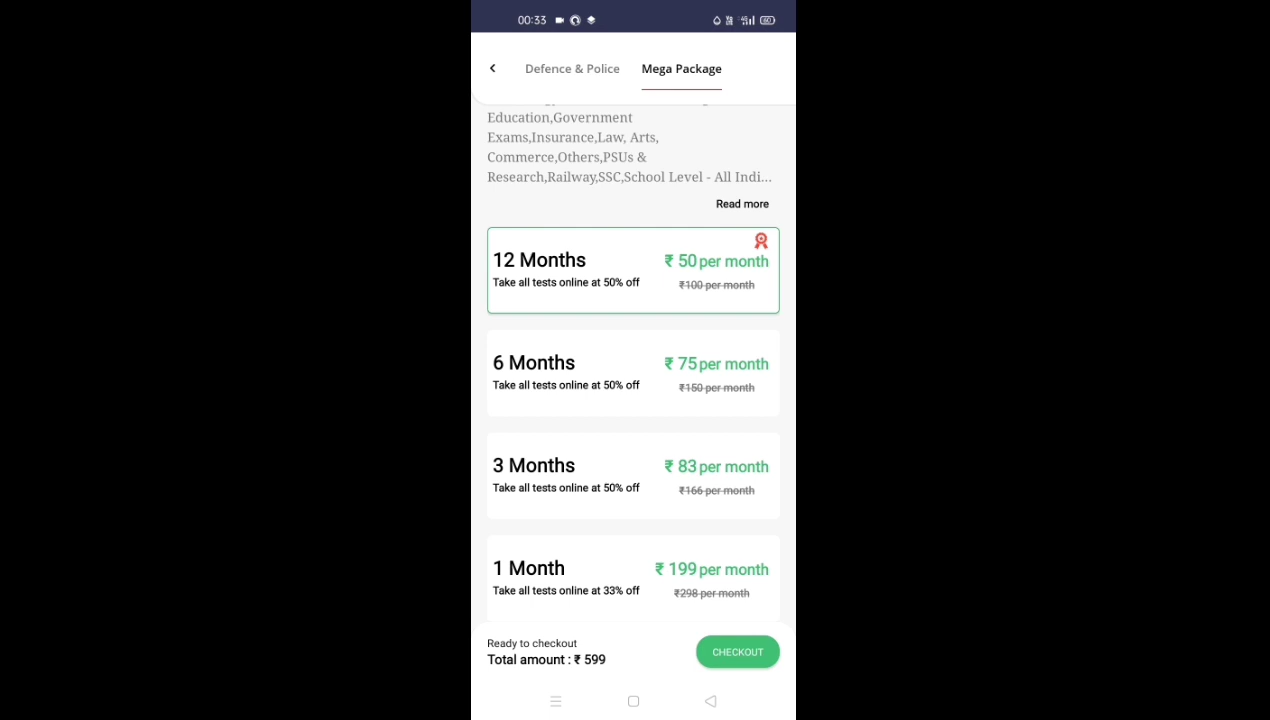 00:33
60
Defence & Police Mega Package
Education,Government
Exams,Insurance,Law, Arts,
Commerce,Others,PSUs &
Research,Railway,SSC,School Level - All Indi...
Read more
12 Months
₹ 50 per month
Take all tests online at 50% off
₹100 per month
6 Months
₹ 75 per month
Take all tests online at 50% off
₹150 per month
3 Months
₹ 83 per month
Take all tests online at 50% off
₹166 per month
1 Month
₹ 199 per month
Take all tests online at 33% off
₹298 per month
Ready to checkout
Total amount : ₹ 599
CHECKOUT